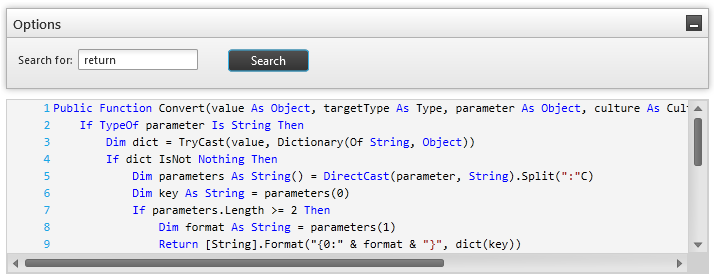 Options
Search for: return Search
1 Public Function Convert(value As Object, targetType As Type, parameter As Object, culture As Cul
2 If TypeOf parameter Is String Then
3 Dim dict = TryCast(value, Dictionary(Of String, Object))
4 If dict IsNot Nothing Then
5 Dim parameters As String() = DirectCast(parameter, String).Split(":"C)
6 Dim key As String = parameters(0)
7 If parameters.Length >= 2 Then
8 Dim format As String = parameters(1)
9 Return [String].Format("{0:" & format & "}", dict(key))